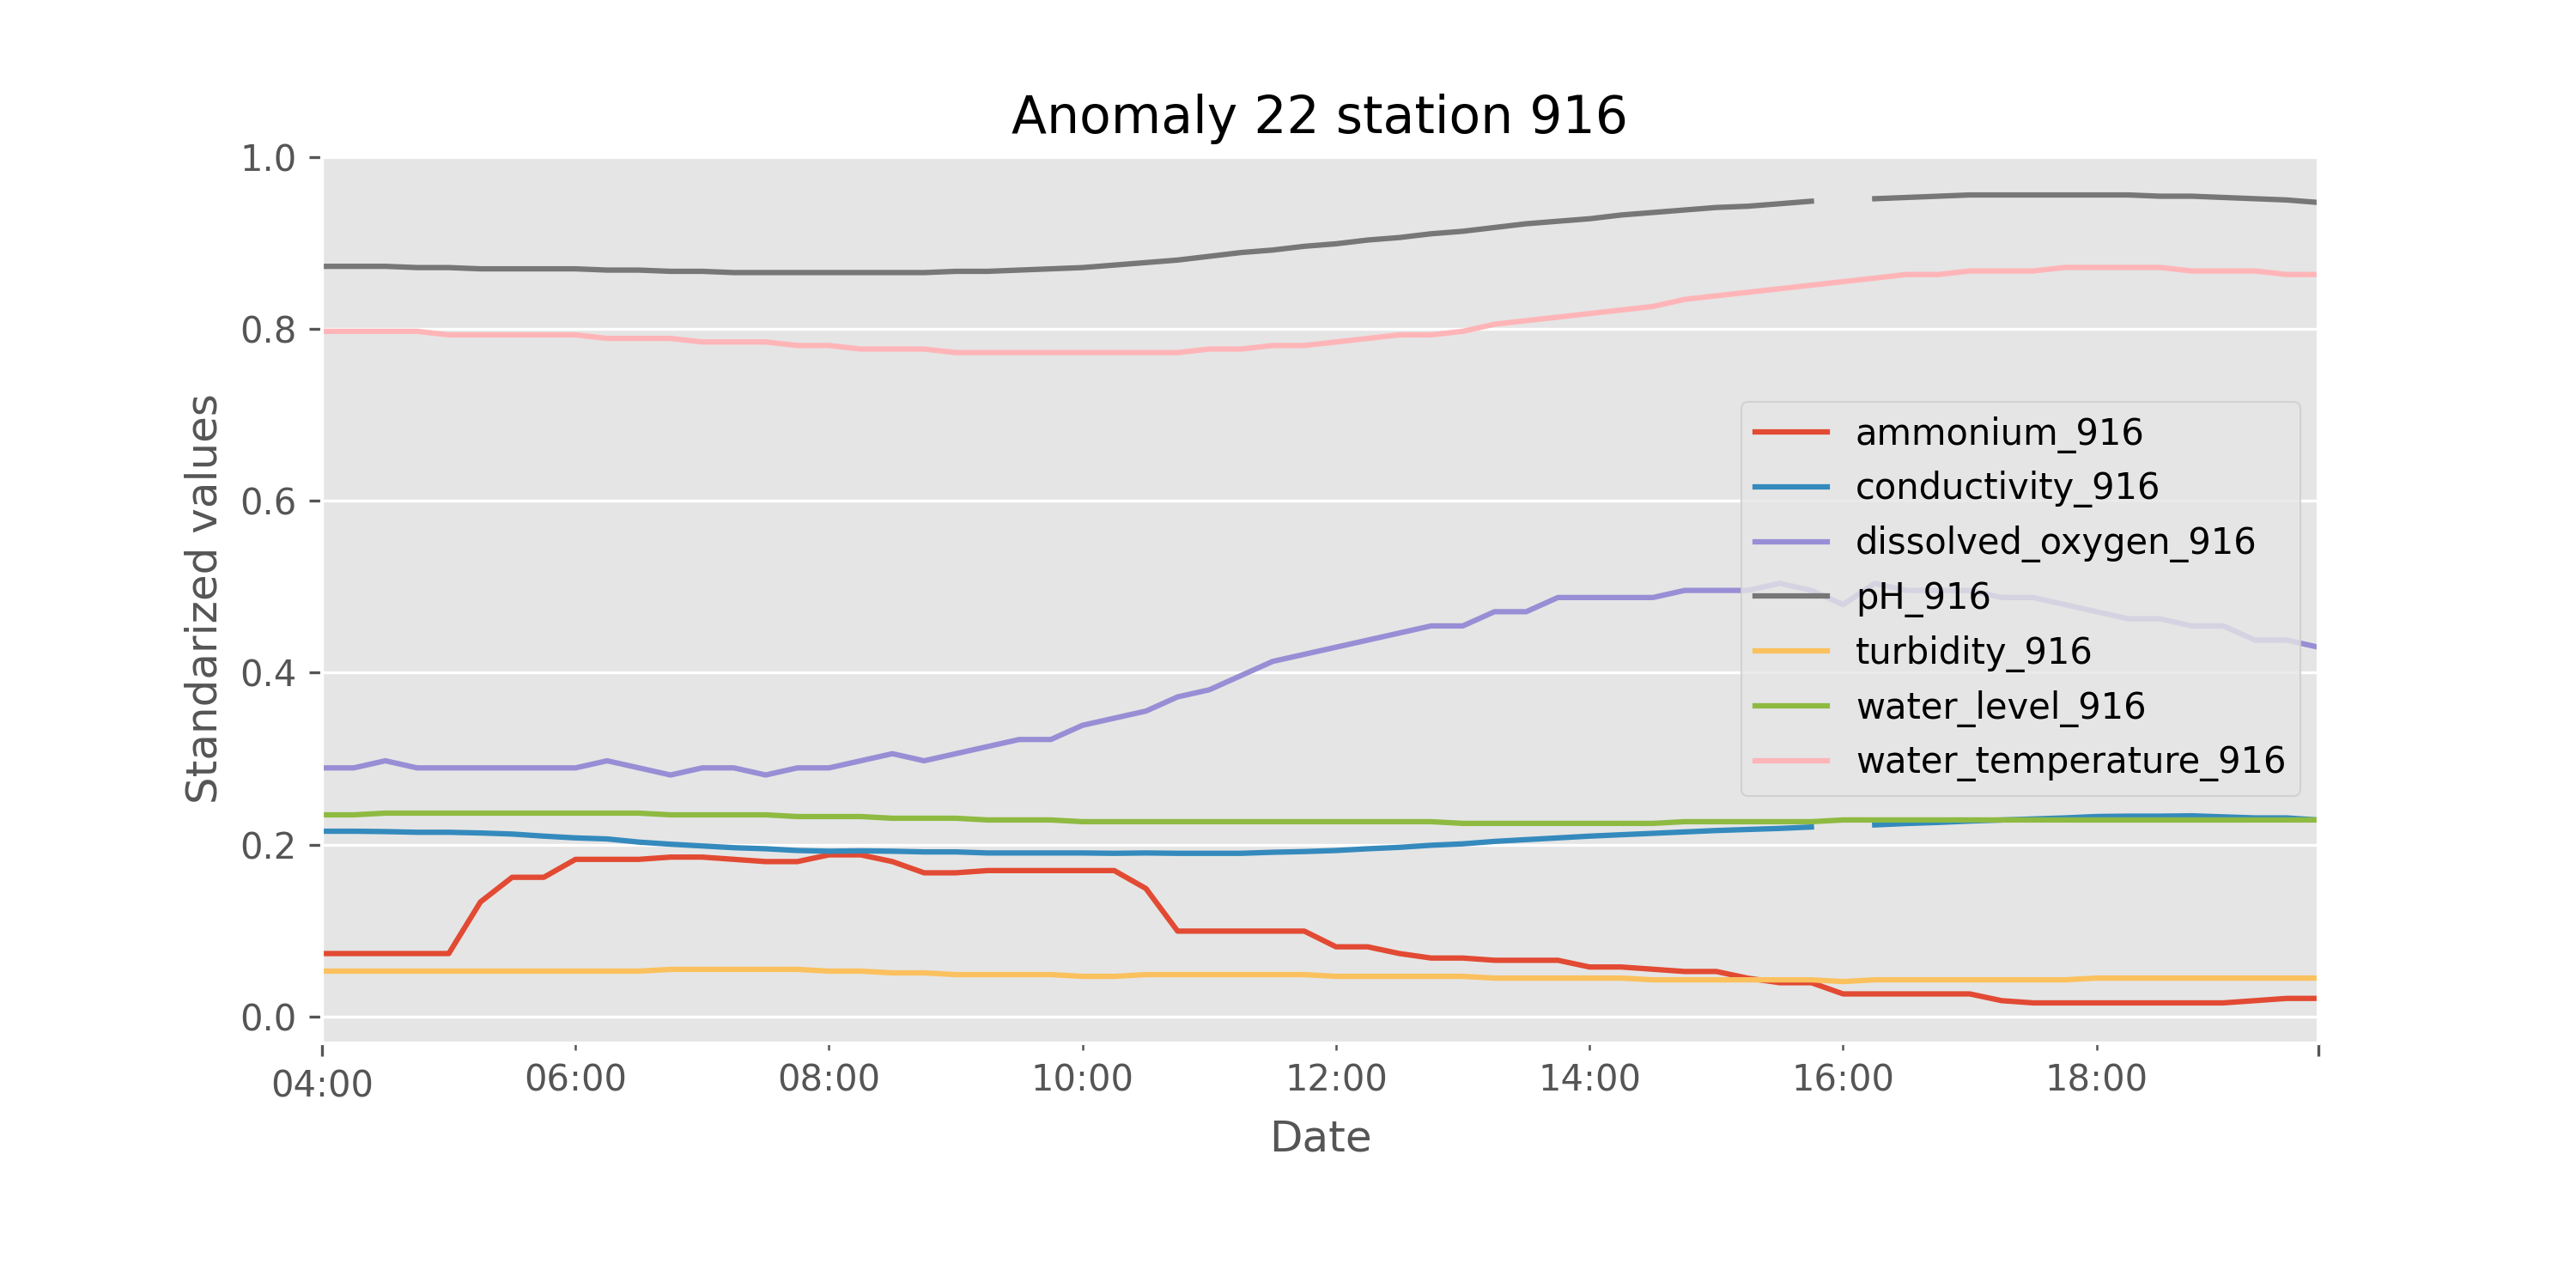 Anomaly 22 station 916
1.0
0.8
0.6
0.4
0.2
0.0
Standarized values
ammonium_916
conductivity_916
dissolved_oxygen_916
pH_916
turbidity_916
water_level_916
water_temperature_916
04:00 06:00 08:00 10:00 12:00 14:00 16:00 18:00
Date